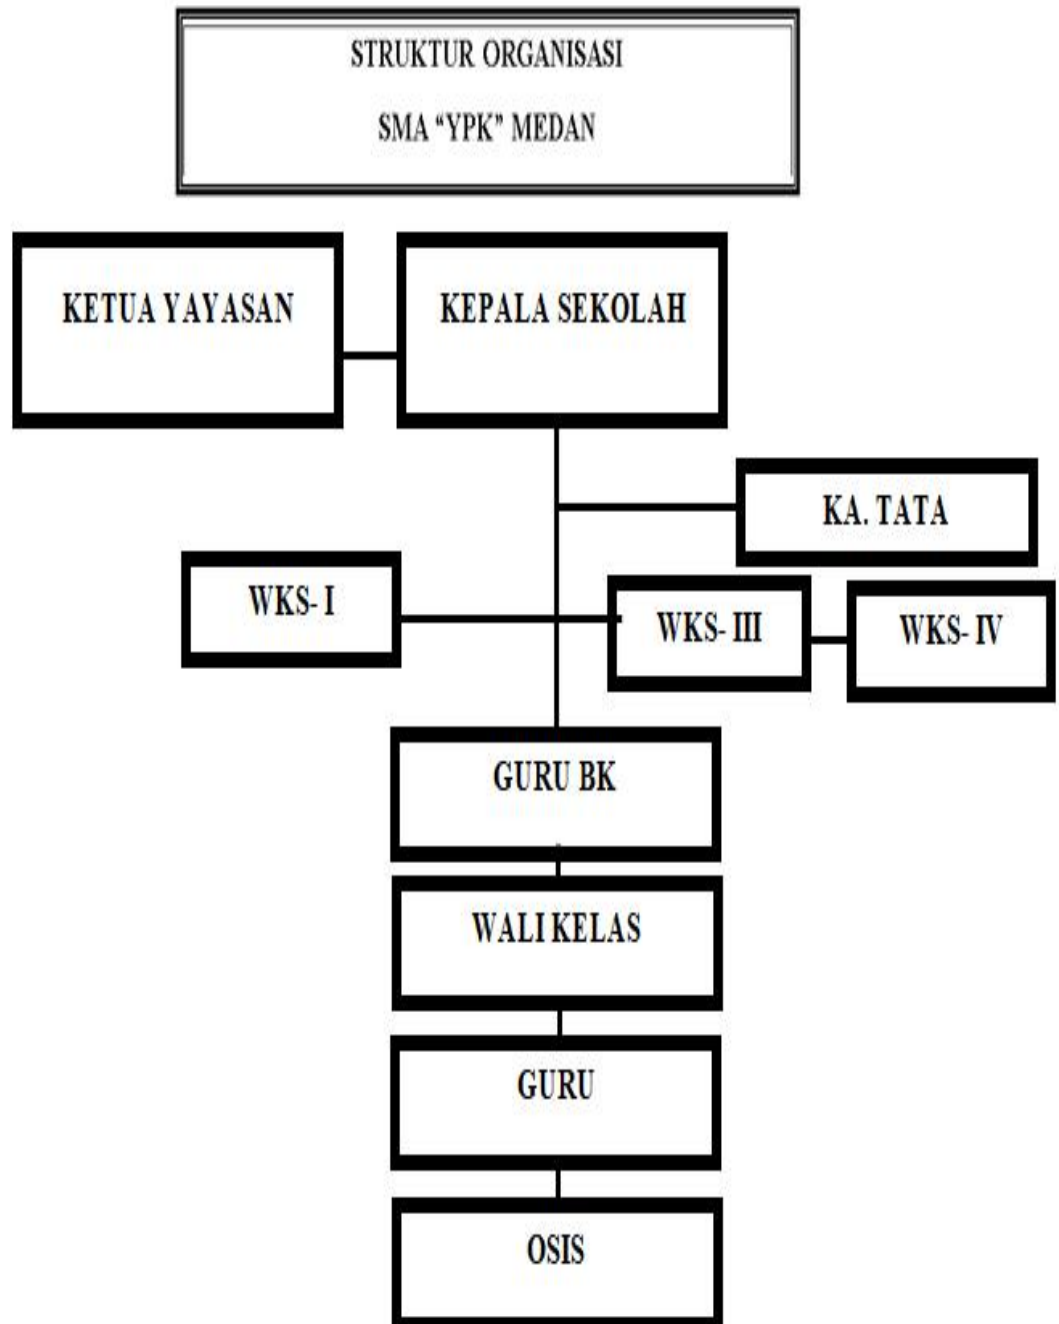 STRUKTUR ORGANISASI
SMA “YPK” MEDAN
KETUA YAYASAN
KEPALA SEKOLAH
KA. TATA
WKS- I
WKS- III
WKS- IV
GURU BK
WALI KELAS
GURU
OSIS